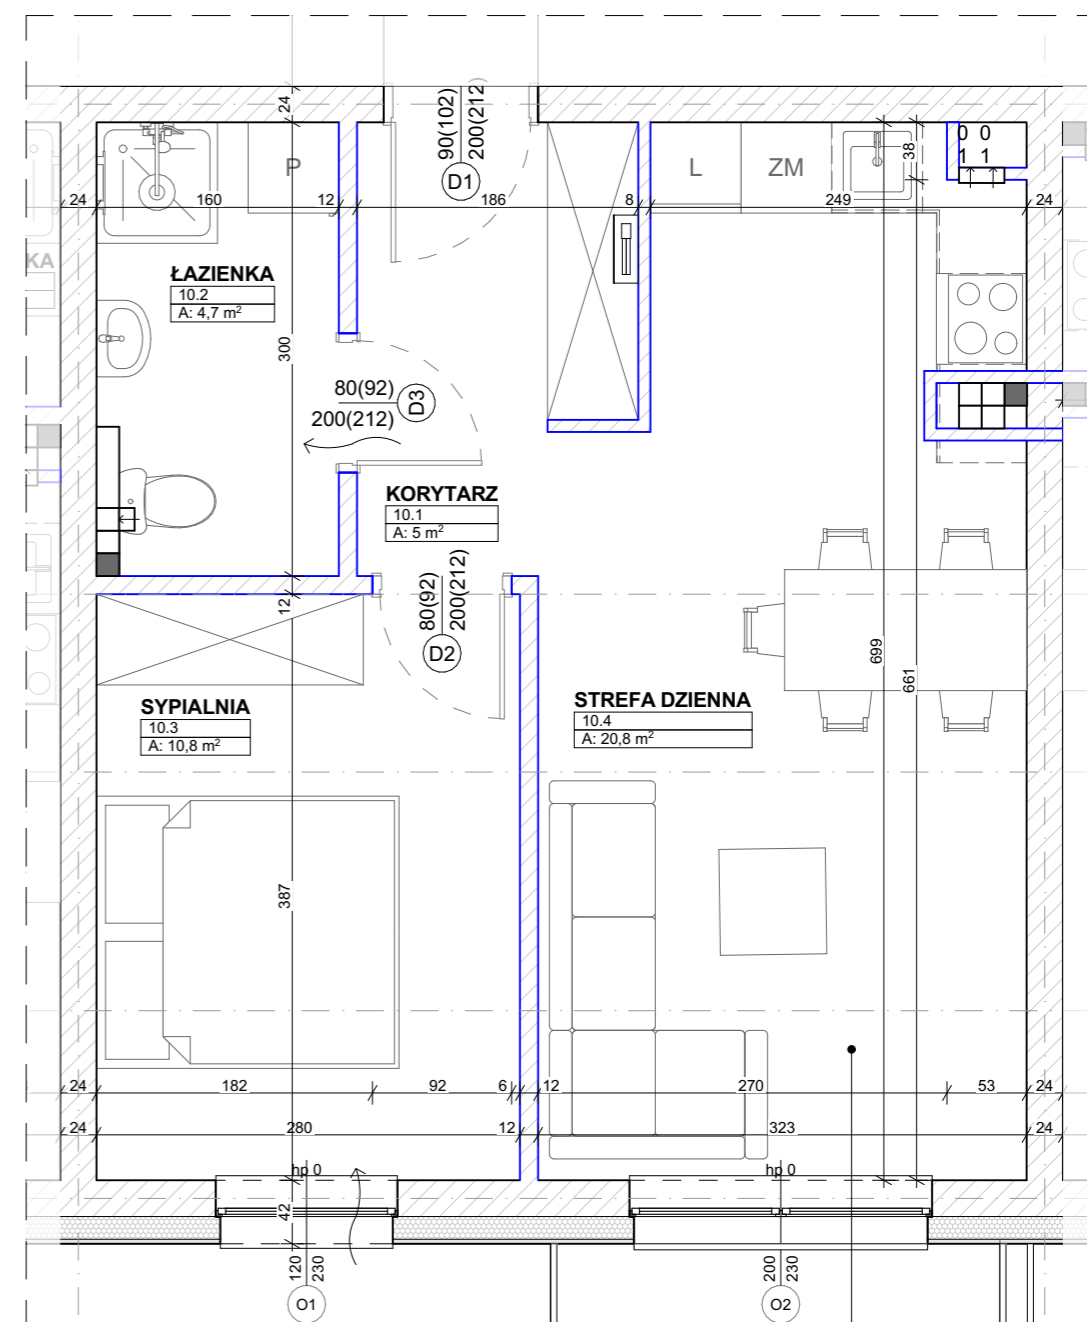 24
90(102)
200(212)
D1
P
L
ZM
38
0 0
1 1
24
160
12
186
8
249
24
KA
ŁAZIENKA
10.2
A: 4,7 m²
300
80(92)
200(212)
D3
KORYTARZ
10.1
A: 5 m²
12
80(92)
200(212)
D2
699
661
SYPIALNIA
10.3
A: 10,8 m²
STREFA DZIENNA
10.4
A: 20,8 m²
387
24
182
92
6
12
270
53
24
24
280
12
323
24
hp 0
hp 0
42
120
230
200
230
O1
O2